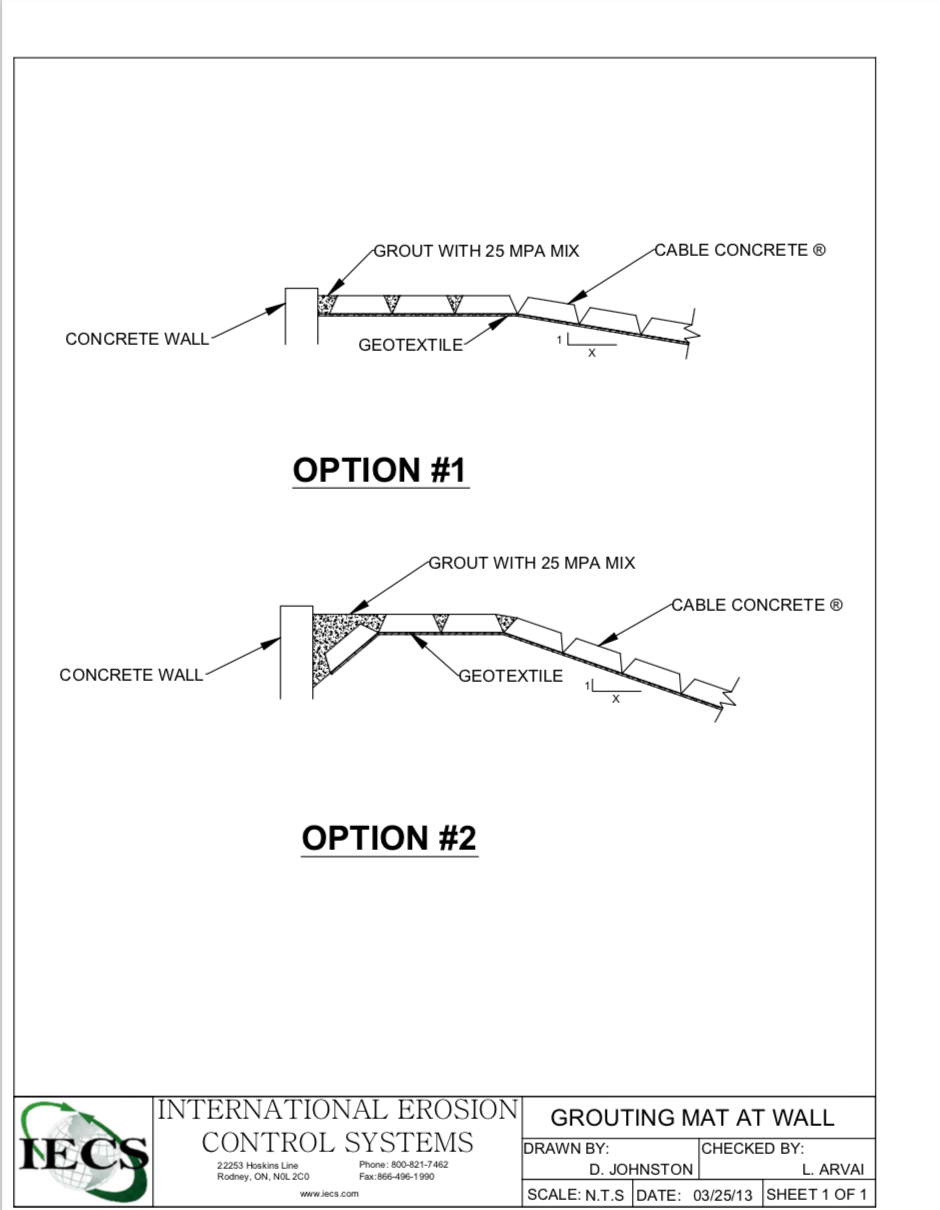 GROUT WITH 25 MPA MIX
CABLE CONCRETE ®
CONCRETE WALL
GEOTEXTILE
1
X
OPTION #1
GROUT WITH 25 MPA MIX
CABLE CONCRETE ®
CONCRETE WALL
GEOTEXTILE
1
X
OPTION #2
IECS
INTERNATIONAL EROSION
CONTROL SYSTEMS
22253 Hoskins Line
Rodney, ON, N0L 2C0
Phone: 800-821-7462
Fax:866-496-1990
www.iecs.com
GROUTING MAT AT WALL
DRAWN BY:
D. JOHNSTON
CHECKED BY:
L. ARVAI
SCALE: N.T.S
DATE: 03/25/13
SHEET 1 OF 1